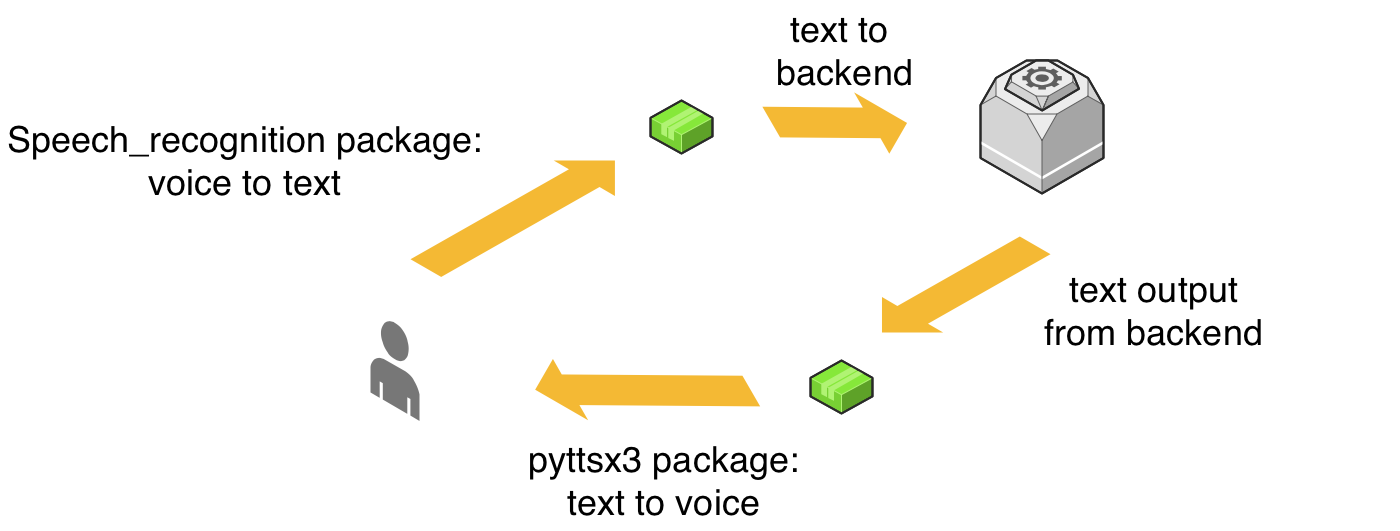 text to
backend
Speech_recognition package:
voice to text
text output
from backend
pyttsx3 package:
text to voice